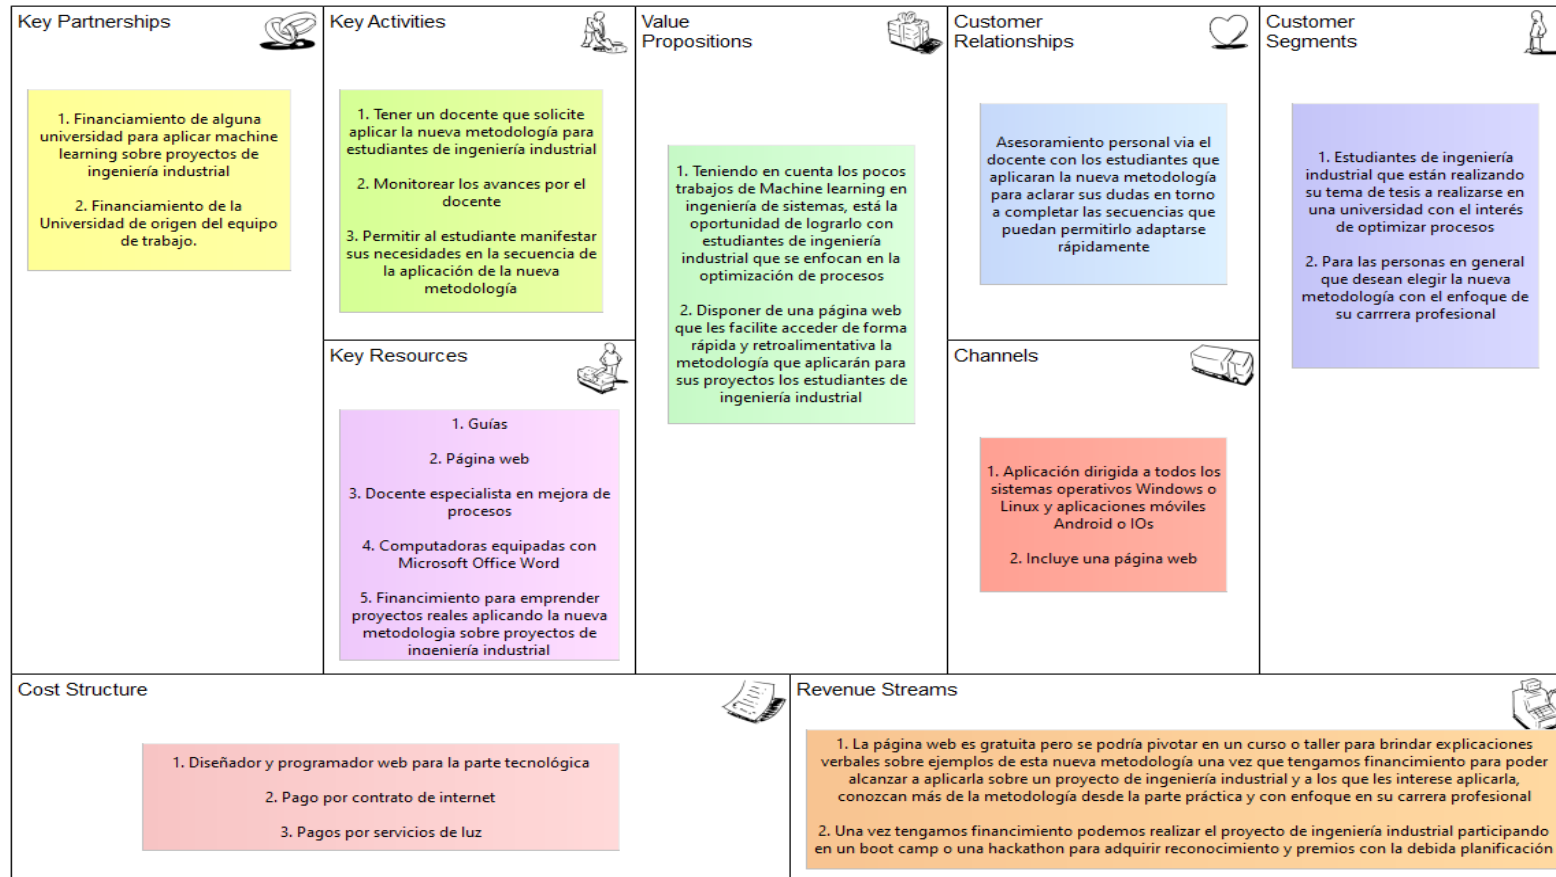 Key Partnerships
1. Financiamiento de alguna
universidad para aplicar machine
learning sobre proyectos de
ingeniería industrial
2. Financiamiento de la
Universidad de origen del equipo
de trabajo.
Key Activities
1. Tener un docente que solicite
aplicar la nueva metodología para
estudiantes de ingeniería industrial
2. Monitorear los avances por el
docente
3. Permitir al estudiante manifestar
sus necesidades en la secuencia de
la aplicación de la nueva
metodología
Key Resources
1. Guías
2. Página web
3. Docente especialista en mejora de
procesos
4. Computadoras equipadas con
Microsoft Office Word
5. Financimiento para emprender
proyectos reales aplicando la nueva
metodologia sobre proyectos de
ingeniería industrial
Value
Propositions
1. Teniendo en cuenta los pocos
trabajos de Machine learning en
ingeniería de sistemas, está la
oportunidad de lograrlo con
estudiantes de ingeniería
industrial que se enfocan en la
optimización de procesos
2. Disponer de una página web
que les facilite acceder de forma
rápida y retroalimentativa la
metodología que aplicarán para
sus proyectos los estudiantes de
ingeniería industrial
Customer
Relationships
Asesoramiento personal via el
docente con los estudiantes que
aplicaran la nueva metodología
para aclarar sus dudas en torno
a completar las secuencias que
puedan permitirlo adaptarse
rápidamente
Channels
1. Aplicación dirigida a todos los
sistemas operativos Windows o
Linux y aplicaciones móviles
Android o IOs
2. Incluye una página web
Customer
Segments
1. Estudiantes de ingeniería
industrial que están realizando
su tema de tesis a realizarse en
una universidad con el interés
de optimizar procesos
2. Para las personas en general
que desean elegir la nueva
metodología con el enfoque de
su carrrera profesional
Cost Structure
1. Diseñador y programador web para la parte tecnológica
2. Pago por contrato de internet
3. Pagos por servicios de luz
Revenue Streams
1. La página web es gratuita pero se podría pivotar en un curso o taller para brindar explicaciones
verbales sobre ejemplos de esta nueva metodología una vez que tengamos financimiento para poder
alcanzar a aplicarla sobre un proyecto de ingeniería industrial y a los que les interese aplicarla,
conozcan más de la metodología desde la parte práctica y con enfoque en su carrera profesional
2. Una vez tengamos financimiento podemos realizar el proyecto de ingeniería industrial participando
en un boot camp o una hackathon para adquirir reconocimiento y premios con la debida planificación